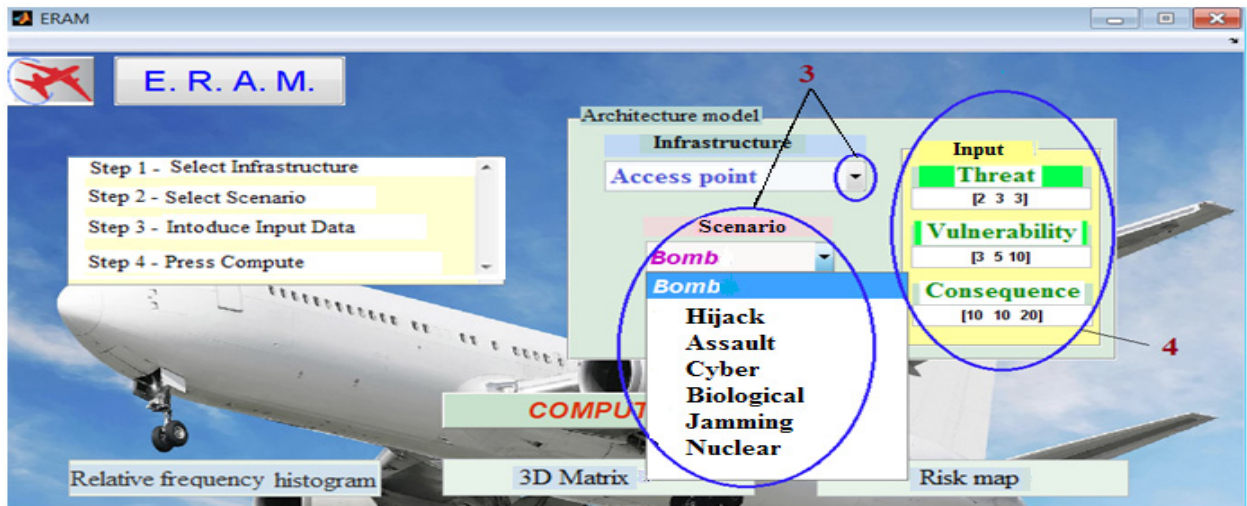 ERAM
E. R. A. M.
Step 1 - Select Infrastructure
Step 2 - Select Scenario
Step 3 - Intoduce Input Data
Step 4 - Press Compute
3
Architecture model
Infrastructure
Access point
Scenario
Bomb
Bomb
Hijack
Assault
Cyber
Biological
Jamming
Nuclear
Input
Threat
[2 3 3]
Vulnerability
[3 5 10]
Consequence
[10 10 20]
4
COMPUT
Relative frequency histogram
3D Matrix
Risk map